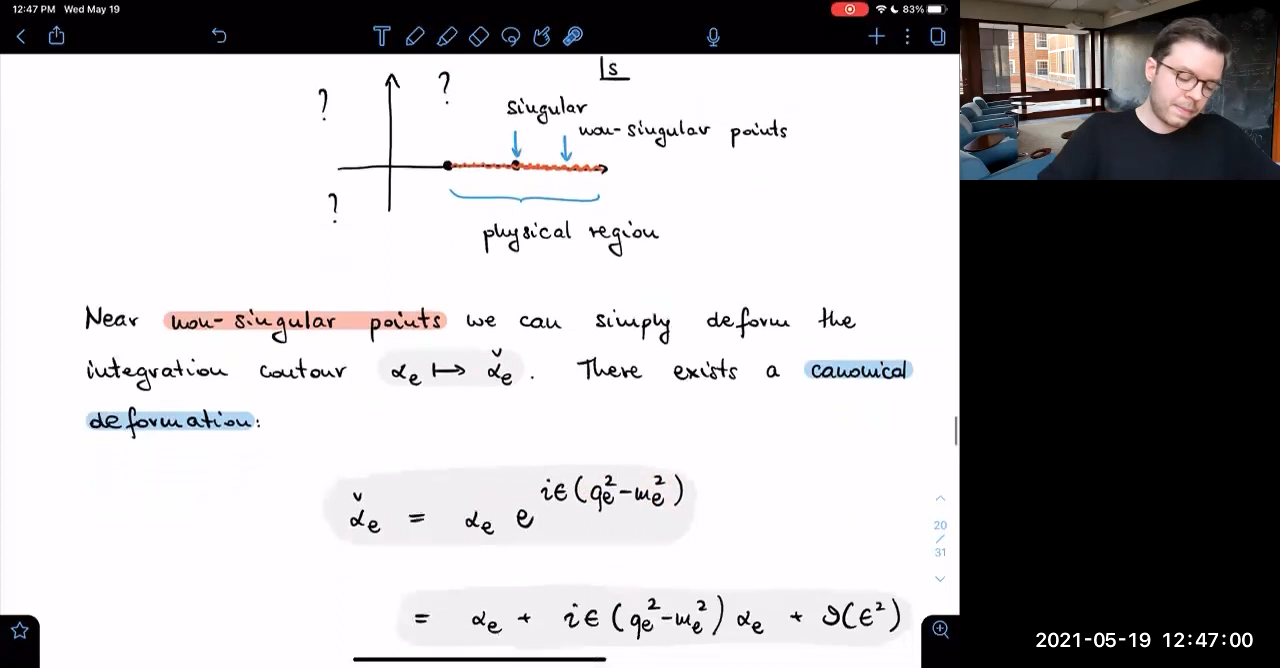 12:47 PM Wed May 19
83%
s
? ?
singular
non-singular points
?
physical region
Near non-singular points we can simply deform the
integration contour αe ↦ α̌e. There exists a canonical
deformation:
α̌e = αe e^{iϵ(qe² − me²)}
= αe + iϵ(qe² − me²) αe + O(ϵ²)
20
/
31
2021-05-19 12:47:00